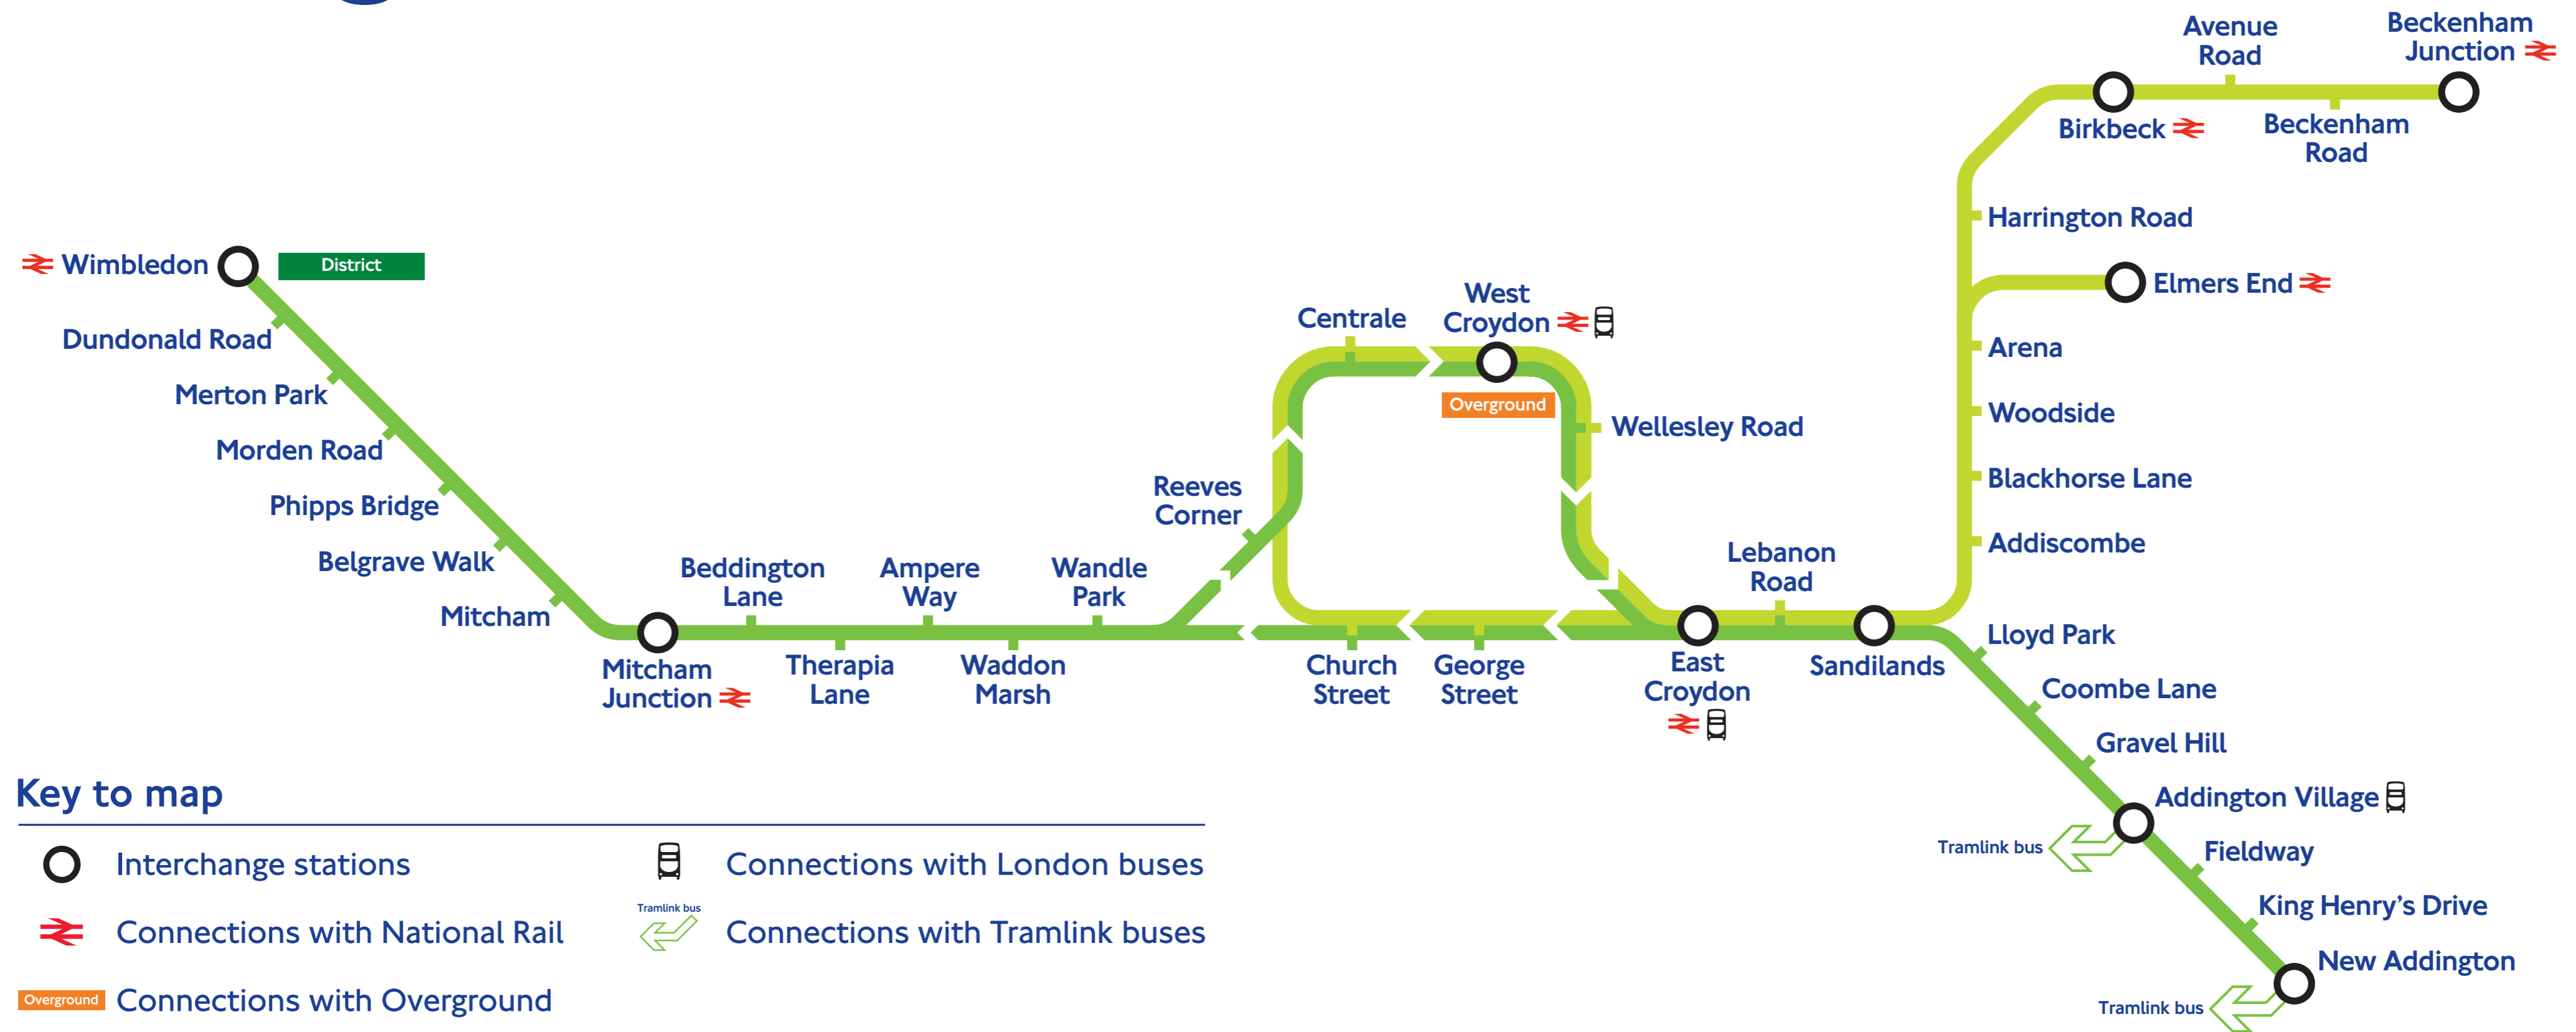 Wimbledon
District
Dundonald Road
Merton Park
Morden Road
Phipps Bridge
Belgrave Walk
Mitcham
Mitcham
Junction
Beddington
Lane
Therapia
Lane
Ampere
Way
Waddon
Marsh
Wandle
Park
Reeves
Corner
Centrale
West
Croydon
Overground
Wellesley Road
Church
Street
George
Street
East
Croydon
Lebanon
Road
Sandilands
Addiscombe
Blackhorse Lane
Woodside
Arena
Elmers End
Harrington Road
Birkbeck
Avenue
Road
Beckenham
Road
Beckenham
Junction
Lloyd Park
Coombe Lane
Gravel Hill
Addington Village
Tramlink bus
Fieldway
King Henry’s Drive
New Addington
Tramlink bus
Key to map
Interchange stations
Connections with National Rail
Overground Connections with Overground
Connections with London buses
Tramlink bus
Connections with Tramlink buses